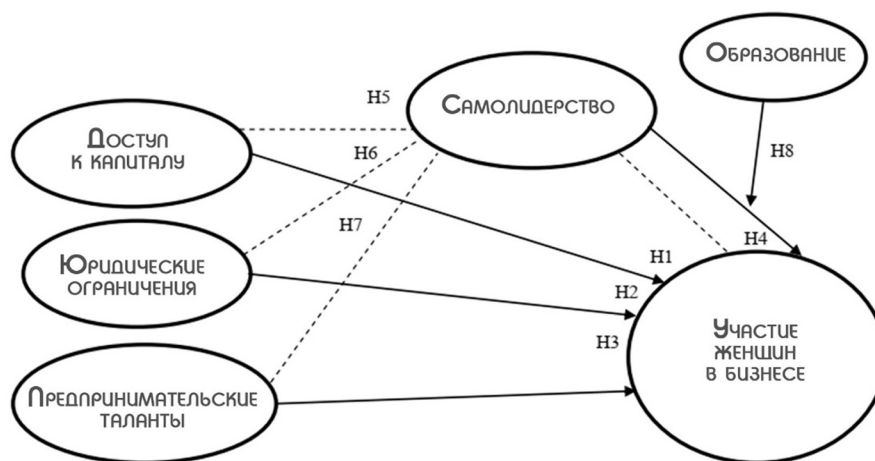 Образование
Самолидерство
H5
Доступ
к капиталу
H6
H8
H7
H4
H1
Юридические
ограничения
H2
H3
Участие
женщин
в бизнесе
Предпринимательские
таланты